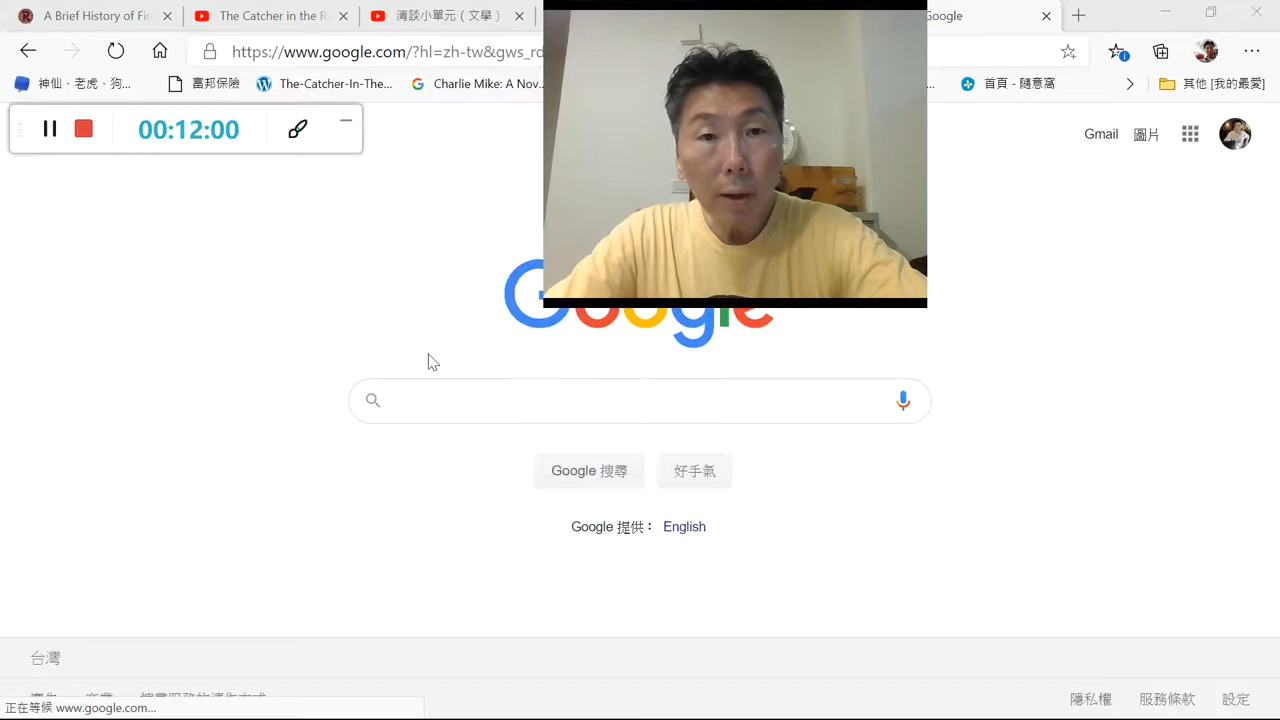 A Brief History of Fir
The Catcher in the R
清談小單元 ( 文學
Google
https://www.google.com/?hl=zh-tw&gws_rd
神仙、老虎、狗...
富邦保險
The-Catcher-In-The...
Charlie Mike: A Nov...
首頁 - 隨意窩
其他 [我的最愛]
00:12:00
Gmail
圖片
Google
Google 搜尋
好手氣
Google 提供：
English
台灣
隱私權
服務條款
設定
正在等候 www.google.com...